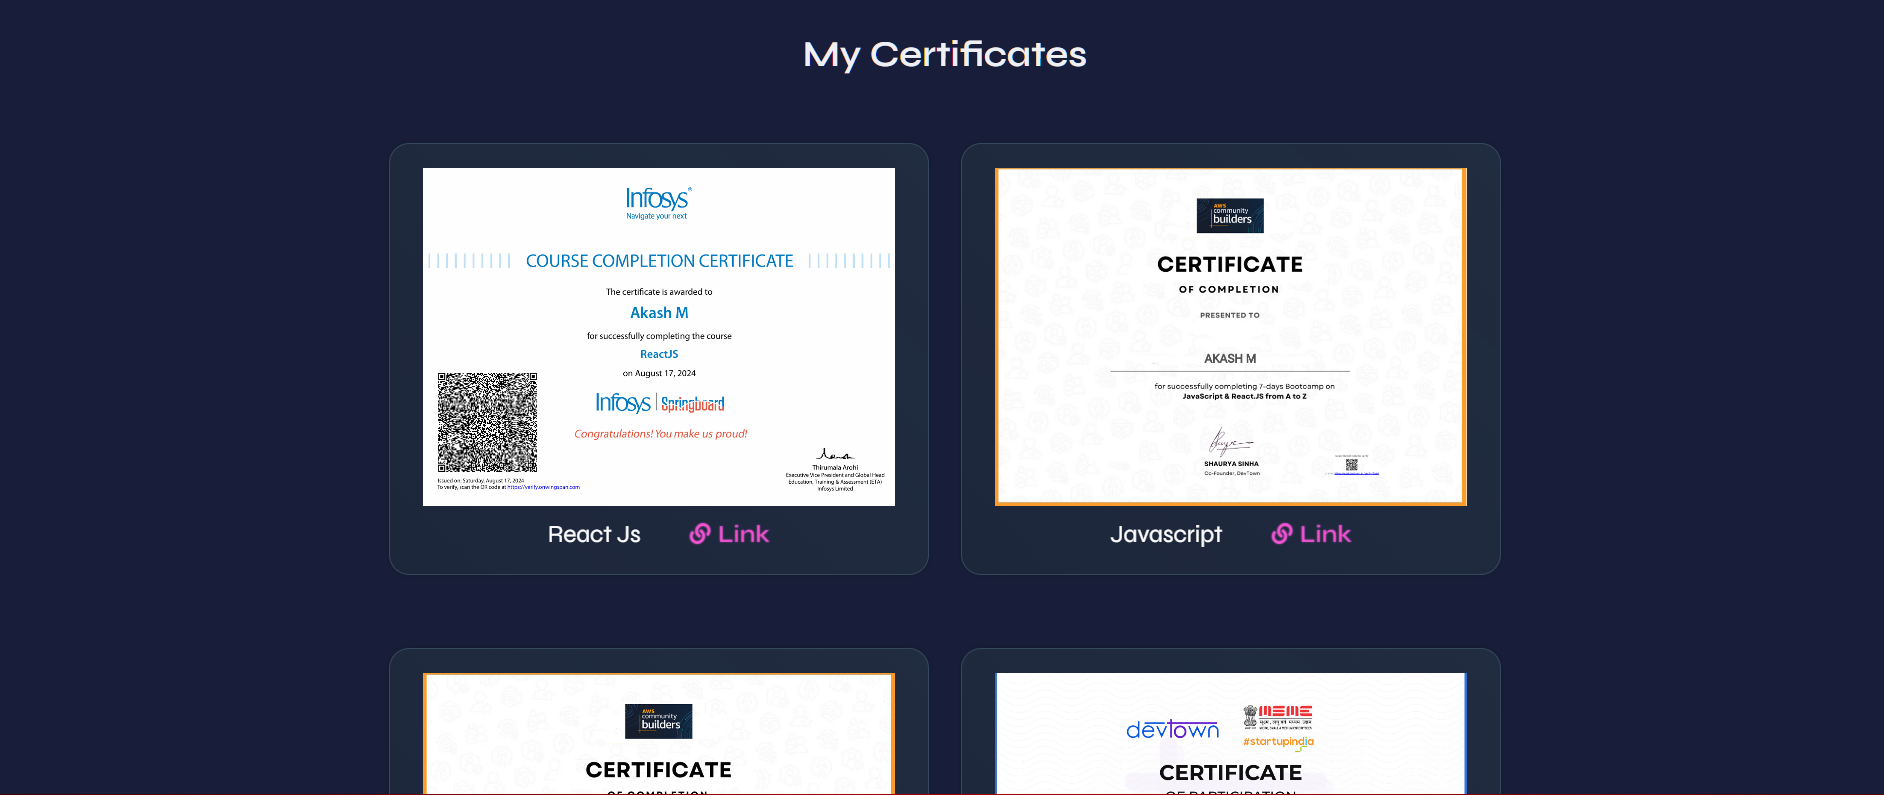 My Certificates
Infosys®
Navigate your next
COURSE COMPLETION CERTIFICATE
The certificate is awarded to
Akash M
for successfully completing the course
ReactJS
on August 17, 2024
Infosys | Springboard
Congratulations! You make us proud!
Thirumala Arohi
Executive Vice President and Global Head
Education, Training & Assessment (ETA)
Infosys Limited
Issued on: Saturday, August 17, 2024
To verify, scan the QR code at https://verify.onwingspan.com
React Js
Link
AWS
community
builders
CERTIFICATE
OF COMPLETION
PRESENTED TO
AKASH M
for successfully completing 7-days Bootcamp on
JavaScript & React.JS from A to Z
SHAURYA SINHA
Co-Founder, DevTown
Javascript
Link
AWS
community
builders
CERTIFICATE
OF COMPLETION
devtown
#startupindia
CERTIFICATE
OF PARTICIPATION